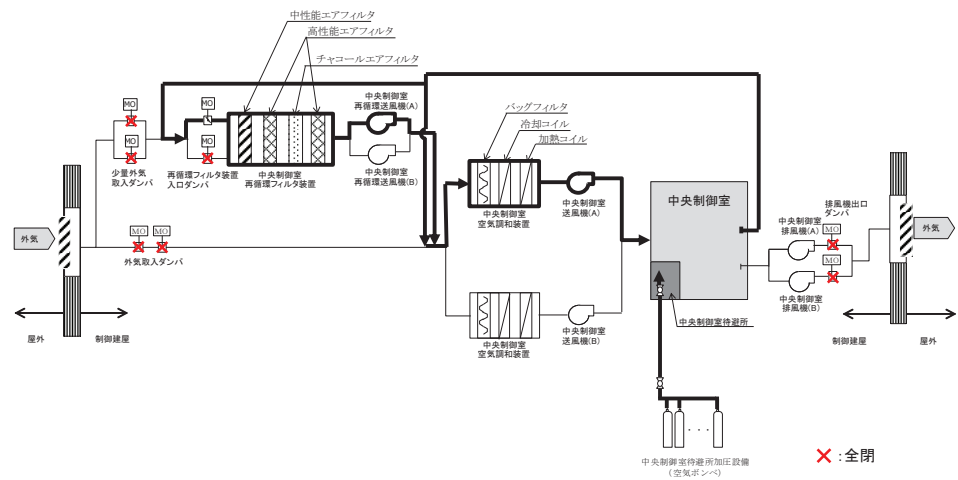 中性能エアフィルタ
高性能エアフィルタ
チャコールエアフィルタ
MO
MO
MO
MO
少量外気
取入ダンパ
再循環フィルタ装置
入口ダンパ
中央制御室
再循環フィルタ装置
中央制御室
再循環送風機(A)
中央制御室
再循環送風機(B)
バッグフィルタ
冷却コイル
加熱コイル
中央制御室
空気調和装置
中央制御室
送風機(A)
中央制御室
排風機出口
ダンパ
中央制御室
排風機(A)
MO
MO
中央制御室
排風機(B)
外気
外気
MO
MO
外気取入ダンパ
中央制御室待避所
中央制御室
空気調和装置
中央制御室
送風機(B)
屋外
制御建屋
制御建屋
屋外
・・・
中央制御室待避所加圧設備
(空気ボンベ)
:全閉